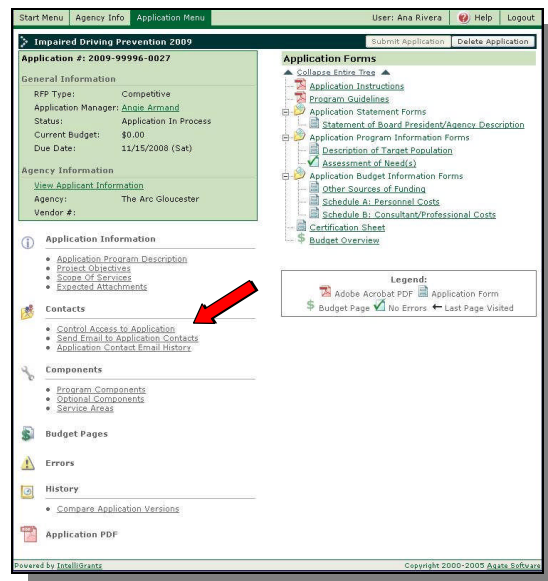 Start Menu Agency Info Application Menu User: Ana Rivera Help Logout
Impaired Driving Prevention 2009 Submit Application Delete Application
Application #: 2009-99996-0027
General Information
RFP Type: Competitive
Application Manager: Angie Armand
Status: Application In Process
Current Budget: $0.00
Due Date: 11/15/2008 (Sat)
Agency Information
View Applicant Information
Agency: The Arc Gloucester
Vendor #:
Application Information
Application Program Description
Project Objectives
Scope Of Services
Expected Attachments
Contacts
Control Access to Application
Send Email to Application Contacts
Application Contact Email History
Components
Program Components
Optional Components
Service Areas
Budget Pages
Errors
History
Compare Application Versions
Application PDF
Application Forms
Collapse Entire Tree
Application Instructions
Program Guidelines
Application Statement Forms
Statement of Board President/Agency Description
Application Program Information Forms
Description of Target Population
Assessment of Need(s)
Application Budget Information Forms
Other Sources of Funding
Schedule A: Personnel Costs
Schedule B: Consultant/Professional Costs
Certification Sheet
$ Budget Overview
Legend:
Adobe Acrobat PDF Application Form
$ Budget Page No Errors ← Last Page Visited
Powered by IntelliGrants Copyright 2000-2005 Agate Software